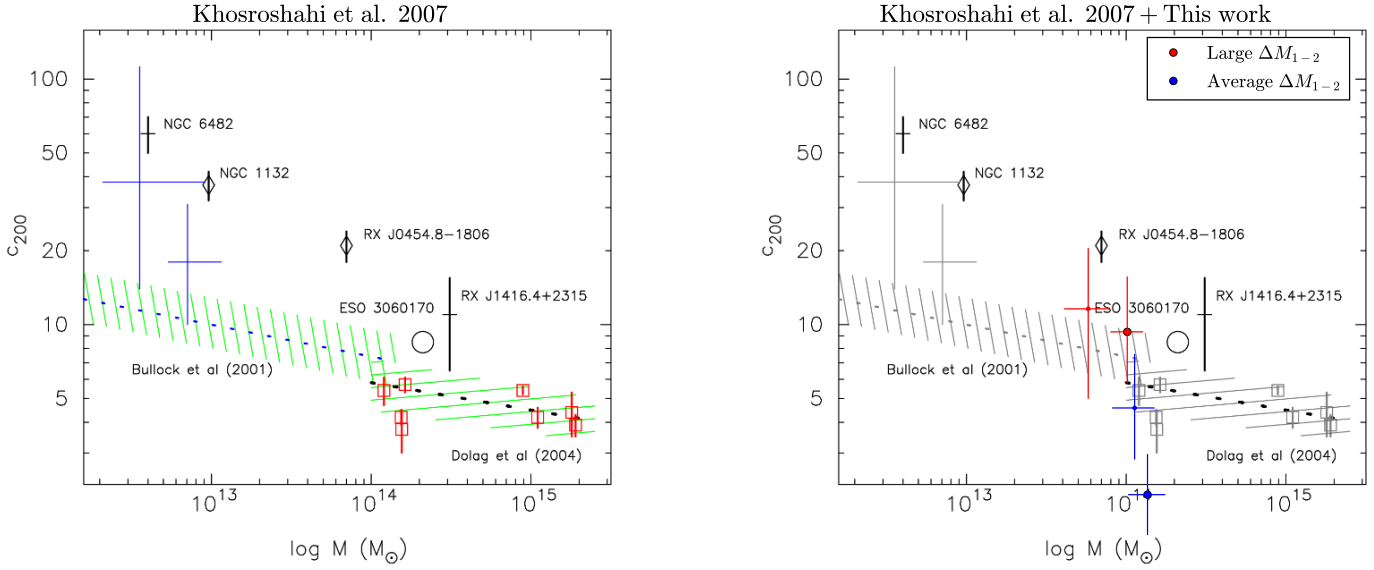 Khosroshahi et al. 2007
100
50
20
10
5
c200
NGC 6482
NGC 1132
RX J0454.8−1806
ESO 3060170
RX J1416.4+2315
Bullock et al (2001)
Dolag et al (2004)
10^13
10^14
10^15
log M (M⊙)
Khosroshahi et al. 2007 + This work
Large ΔM1−2
Average ΔM1−2
100
50
20
10
5
c200
NGC 6482
NGC 1132
RX J0454.8−1806
ESO 3060170
RX J1416.4+2315
Bullock et al (2001)
Dolag et al (2004)
10^13
10^15
log M (M⊙)